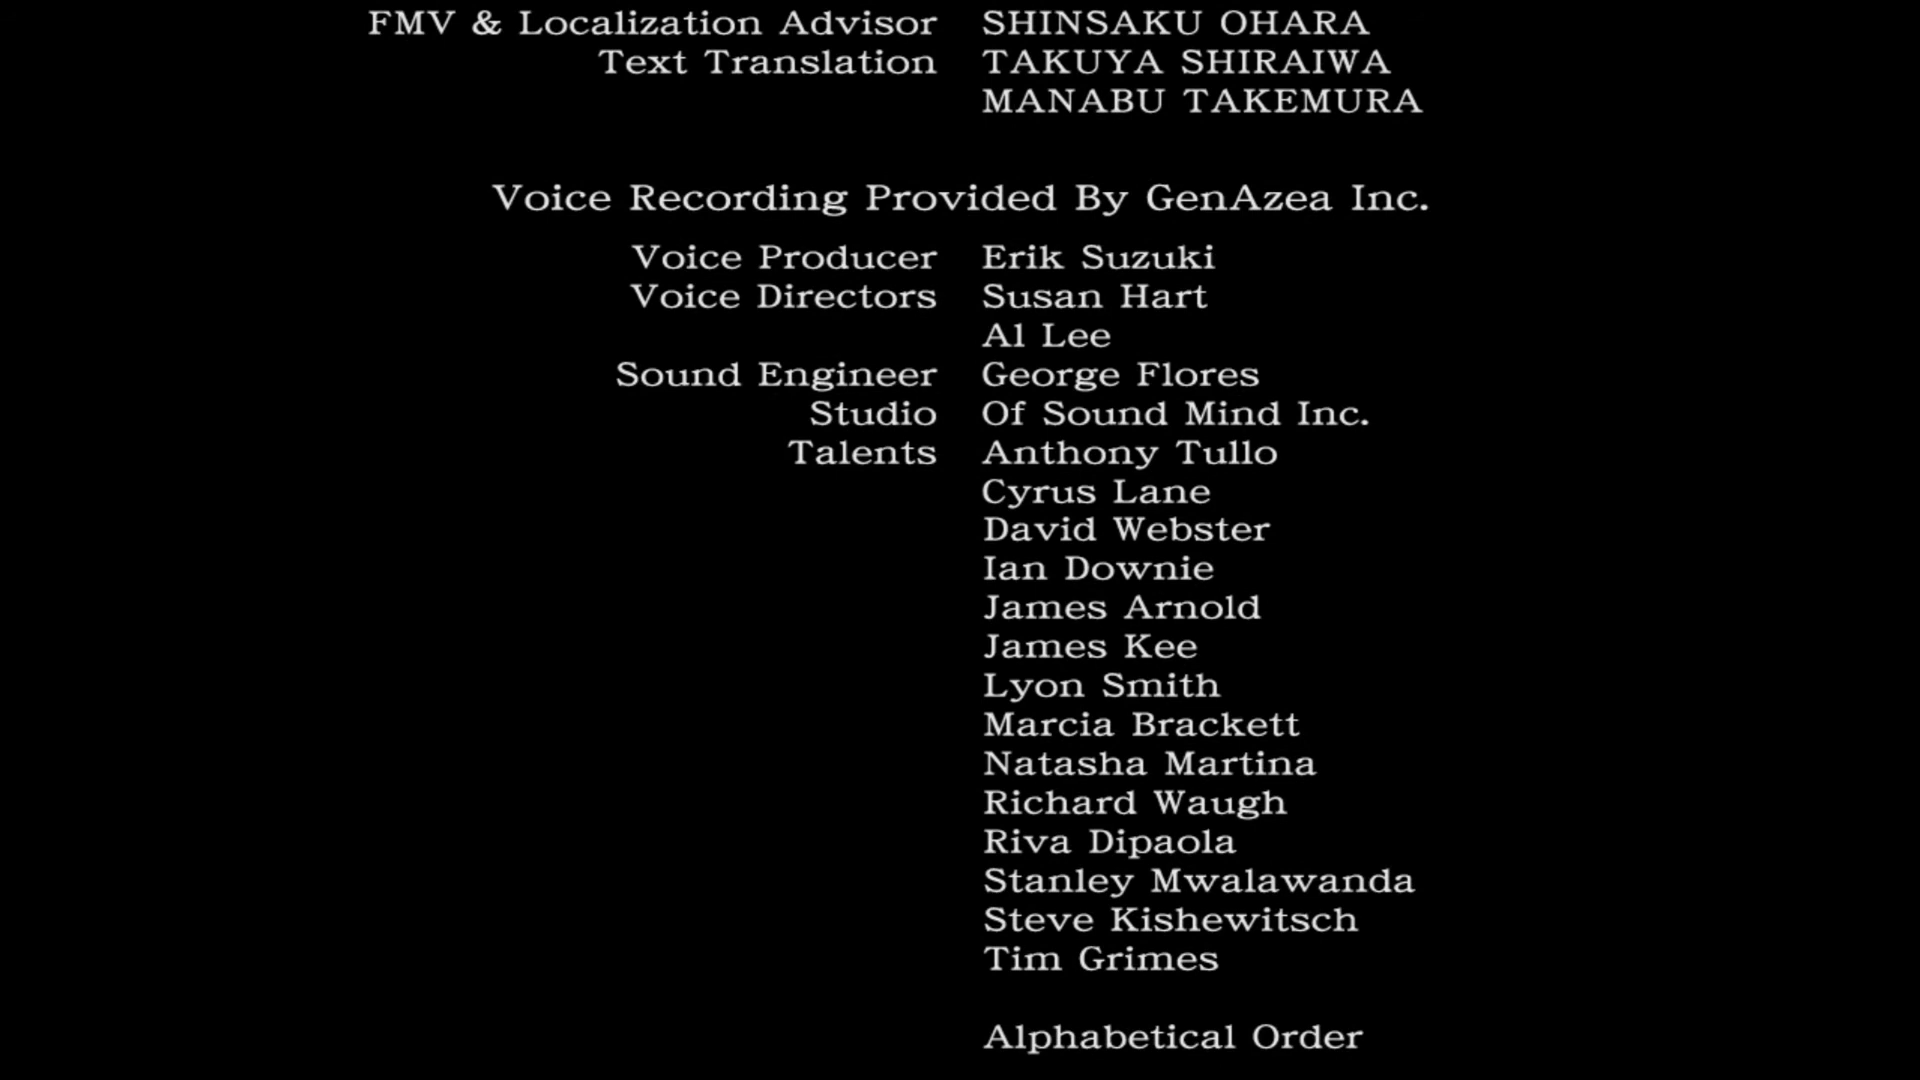 FMV & Localization Advisor SHINSAKU OHARA
Text Translation TAKUYA SHIRAIWA
MANABU TAKEMURA
Voice Recording Provided By GenAzea Inc.
Voice Producer Erik Suzuki
Voice Directors Susan Hart
Al Lee
Sound Engineer George Flores
Studio Of Sound Mind Inc.
Talents Anthony Tullo
Cyrus Lane
David Webster
Ian Downie
James Arnold
James Kee
Lyon Smith
Marcia Brackett
Natasha Martina
Richard Waugh
Riva Dipaola
Stanley Mwalawanda
Steve Kishewitsch
Tim Grimes
Alphabetical Order